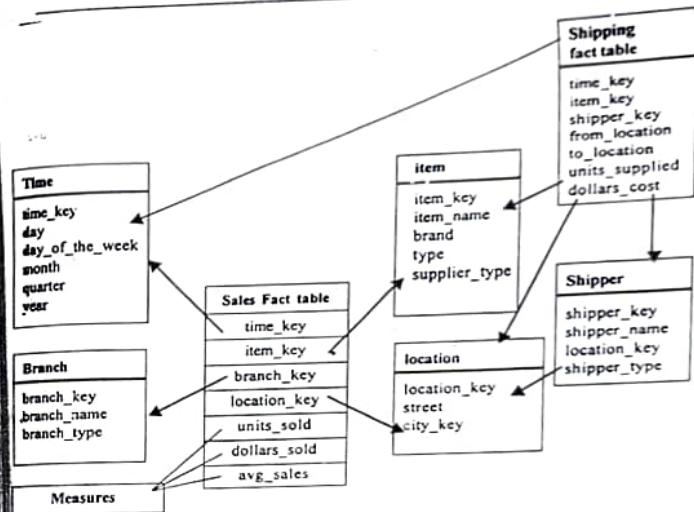 Shipping
fact table
time_key
item_key
shipper_key
from_location
to_location
units_supplied
dollars_cost
Time
time_key
day
day_of_the_week
month
quarter
year
item
item_key
item_name
brand
type
supplier_type
Sales Fact table
time_key
item_key
branch_key
location_key
units_sold
dollars_sold
avg_sales
Shipper
shipper_key
shipper_name
location_key
shipper_type
Branch
branch_key
branch_name
branch_type
location
location_key
street
city_key
Measures